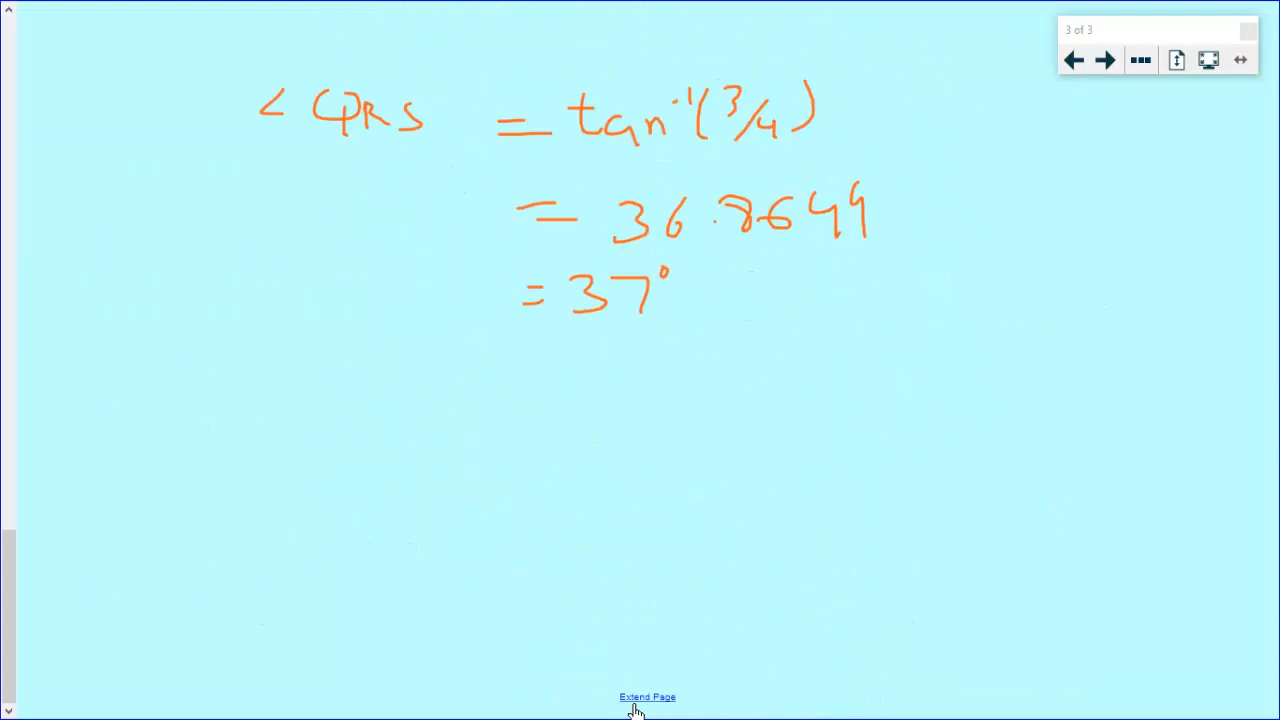 3 of 3
< QRS = tan⁻¹(3/4)
= 36.8699
= 37°
Extend Page